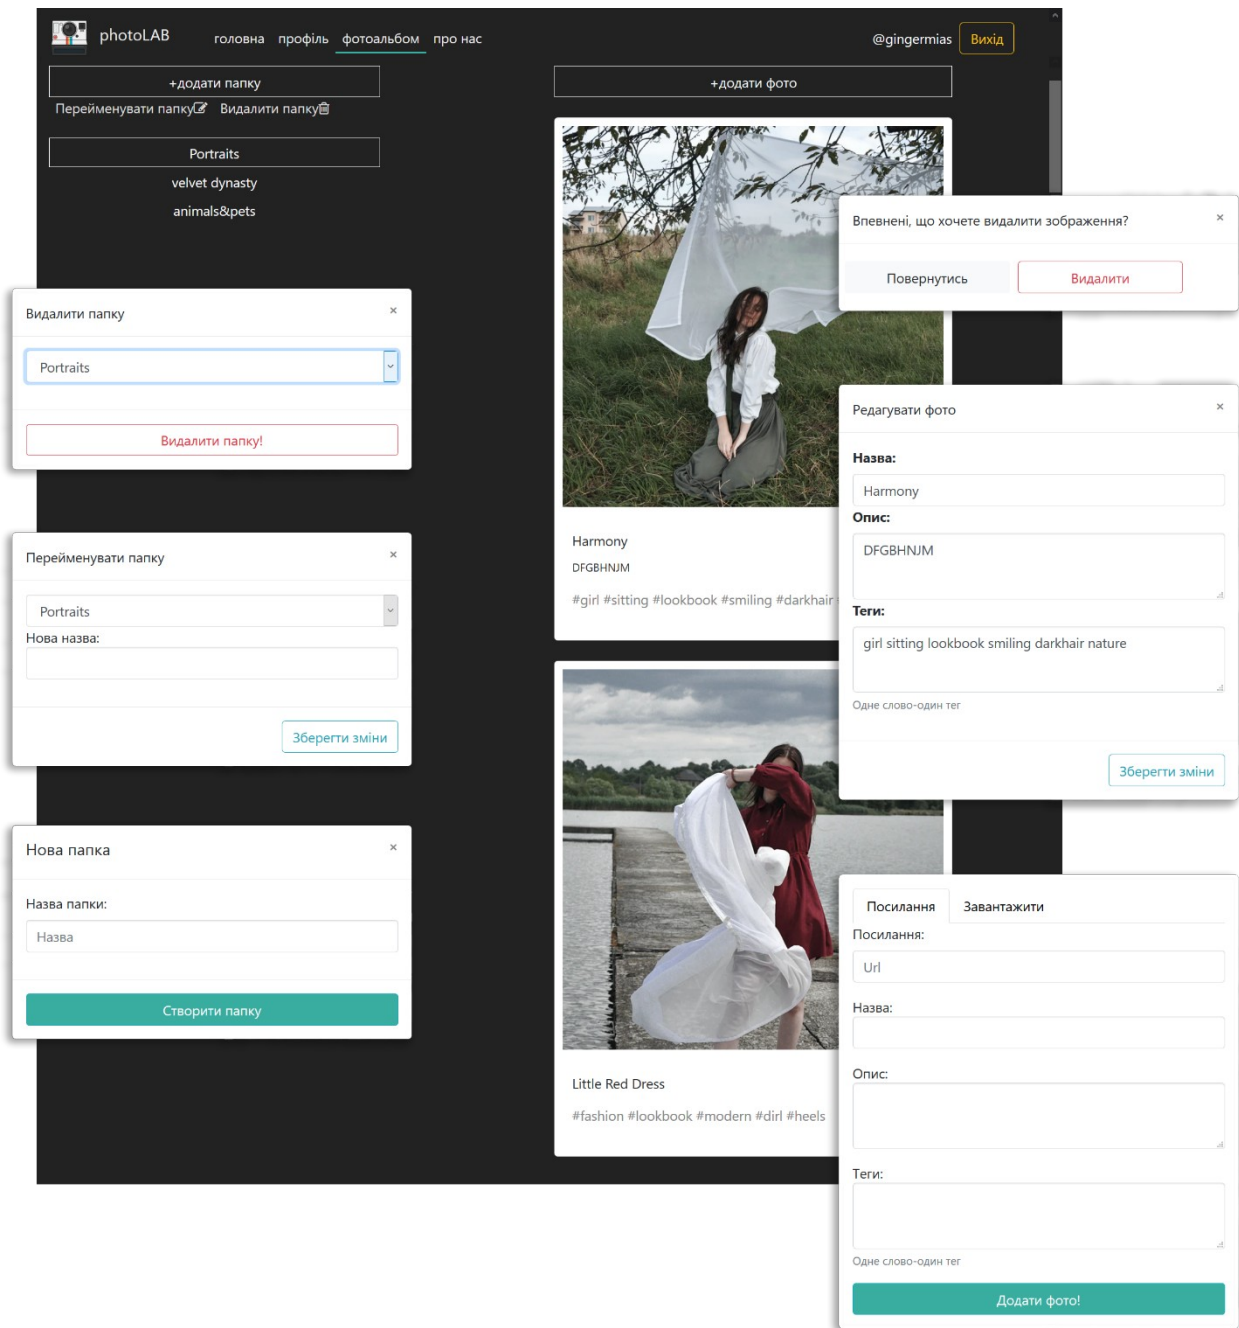 photoLAB
головна профіль фотоальбом про нас
@gingermias Вихід
+додати папку
Перейменувати папку Видалити папку
Portraits
velvet dynasty
animals&pets
+додати фото
Harmony
DFGBHNJM
#girl #sitting #lookbook #smiling #darkhair
Little Red Dress
#fashion #lookbook #modern #dirl #heels
Видалити папку ×
Portraits
Видалити папку!
Перейменувати папку ×
Portraits
Нова назва:
Зберегти зміни
Нова папка ×
Назва папки:
Назва
Створити папку
Впевнені, що хочете видалити зображення? ×
Повернутись Видалити
Редагувати фото ×
Назва:
Harmony
Опис:
DFGBHNJM
Теги:
girl sitting lookbook smiling darkhair nature
Одне слово-один тег
Зберегти зміни
Посилання Завантажити
Посилання:
Url
Назва:
Опис:
Теги:
Одне слово-один тег
Додати фото!